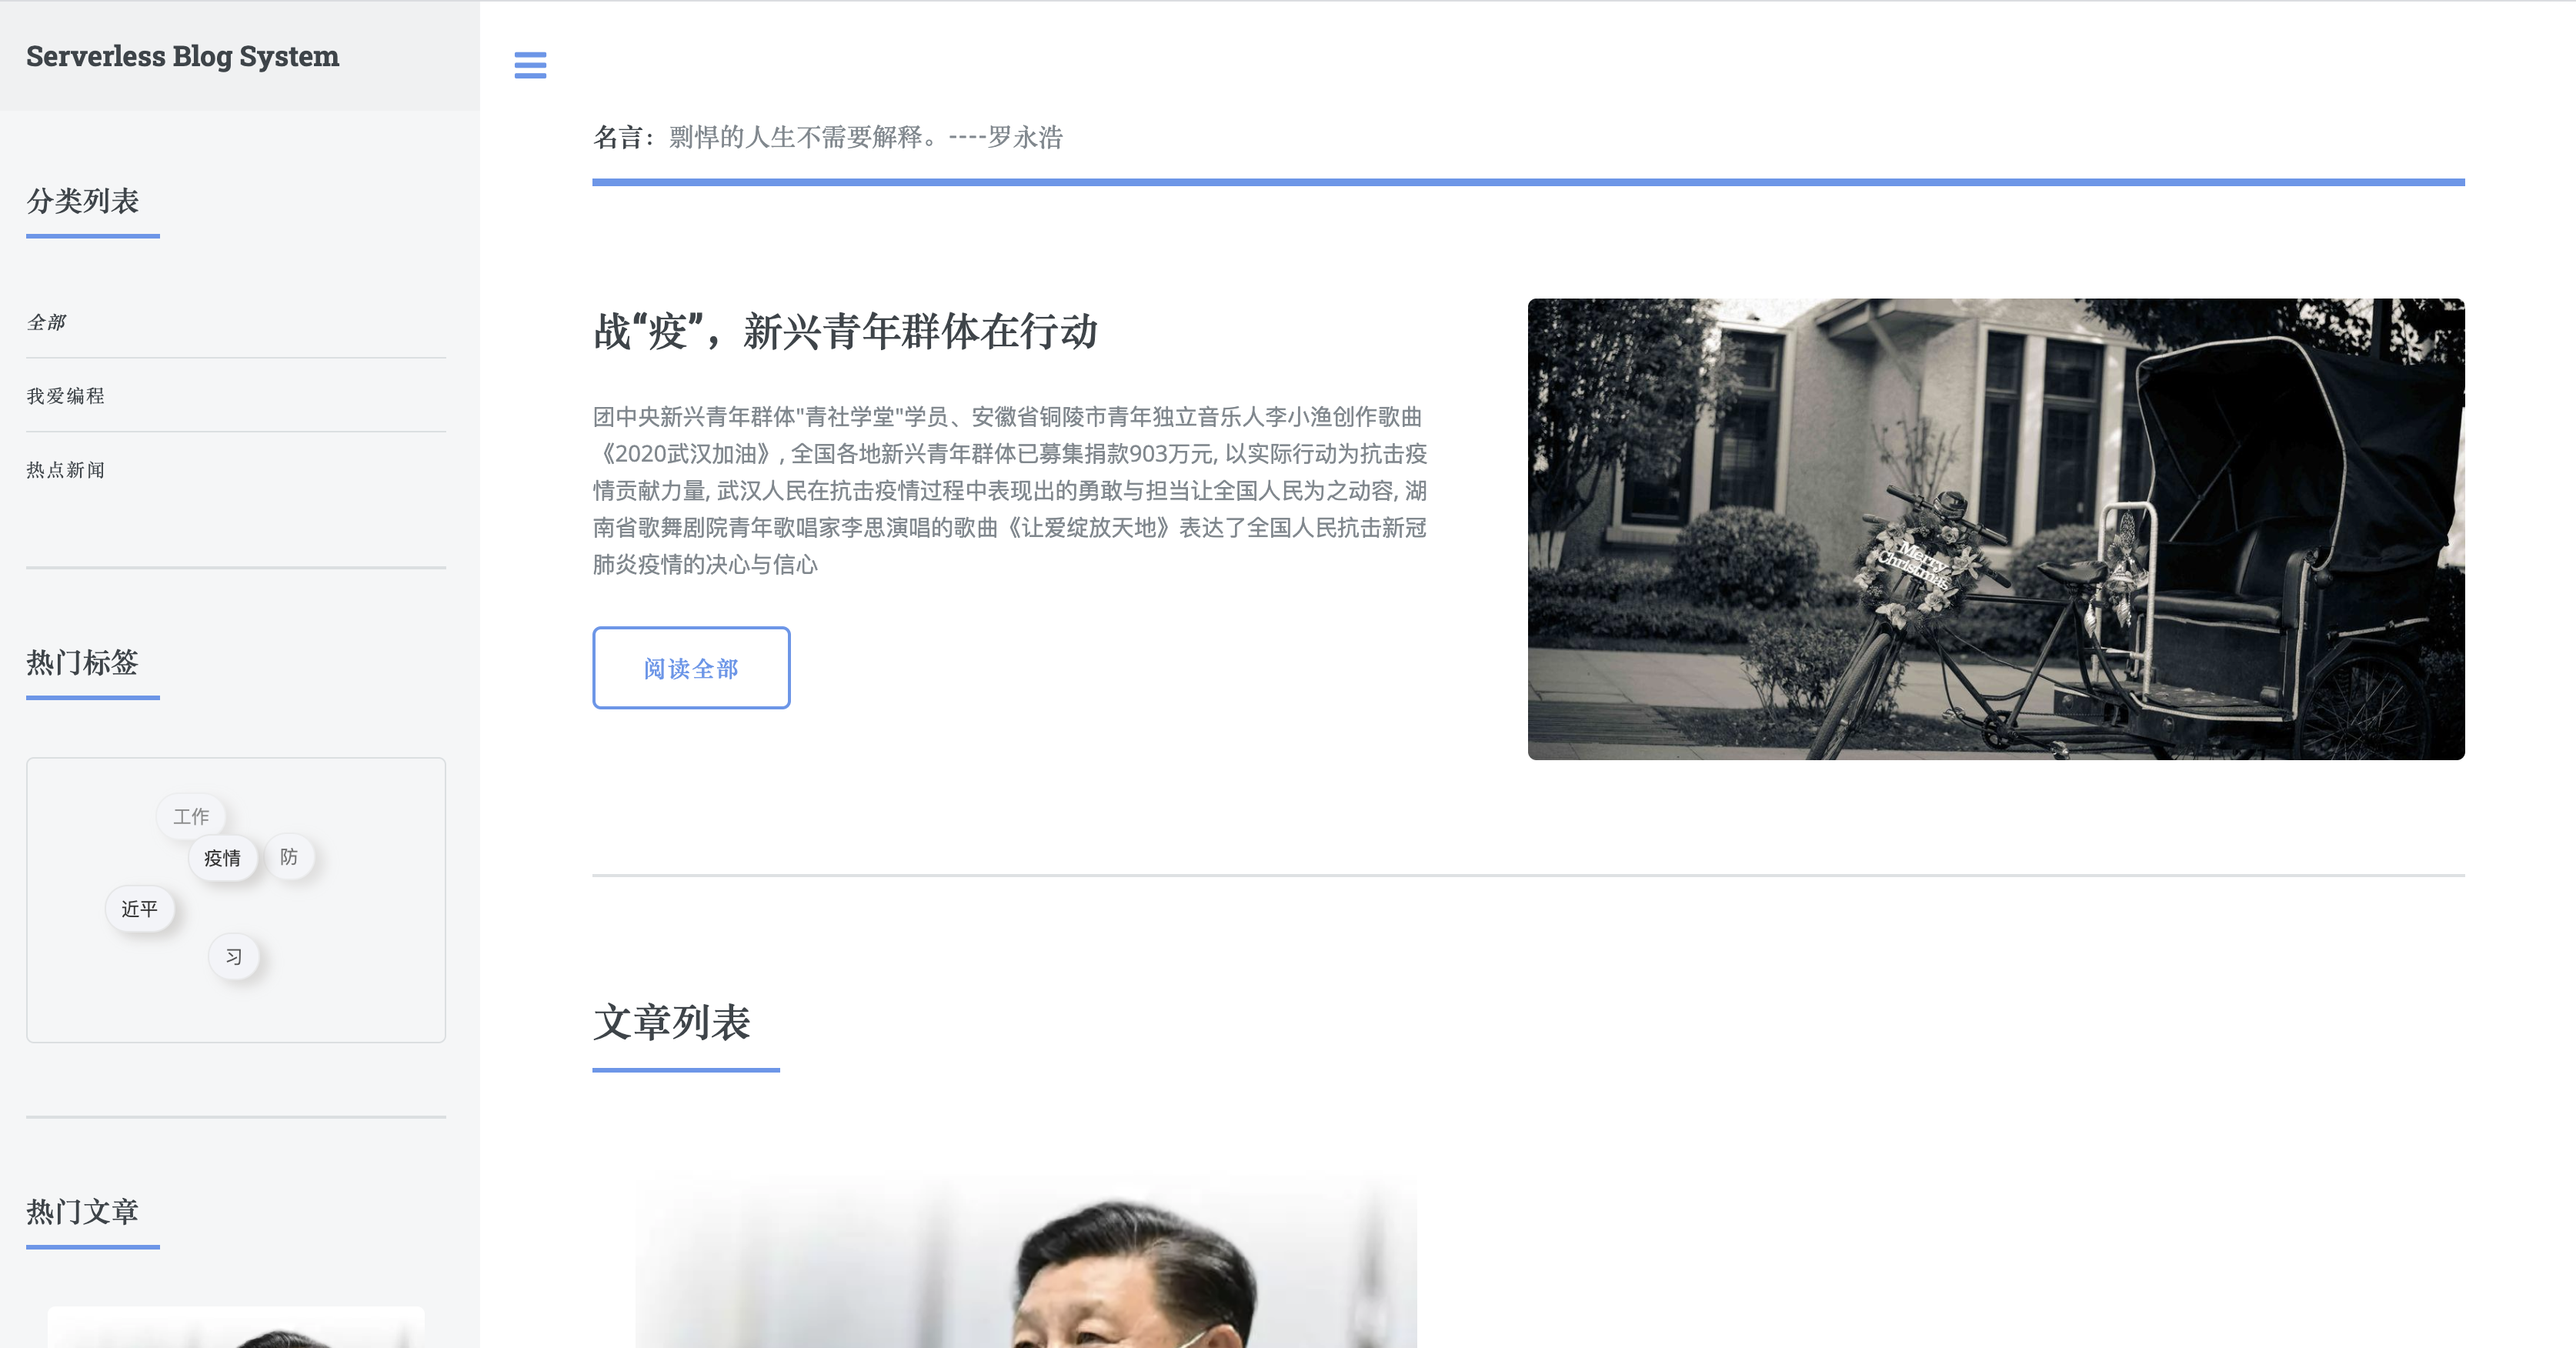 Serverless Blog System
分类列表
全部
我爱编程
热点新闻
热门标签
工作
疫情
防
近平
习
热门文章
名言：剽悍的人生不需要解释。----罗永浩
战“疫”，新兴青年群体在行动
团中央新兴青年群体"青社学堂"学员、安徽省铜陵市青年独立音乐人李小渔创作歌曲
《2020武汉加油》, 全国各地新兴青年群体已募集捐款903万元, 以实际行动为抗击疫
情贡献力量, 武汉人民在抗击疫情过程中表现出的勇敢与担当让全国人民为之动容, 湖
南省歌舞剧院青年歌唱家李思演唱的歌曲《让爱绽放天地》表达了全国人民抗击新冠
肺炎疫情的决心与信心
阅读全部
Merry
Christmas
文章列表